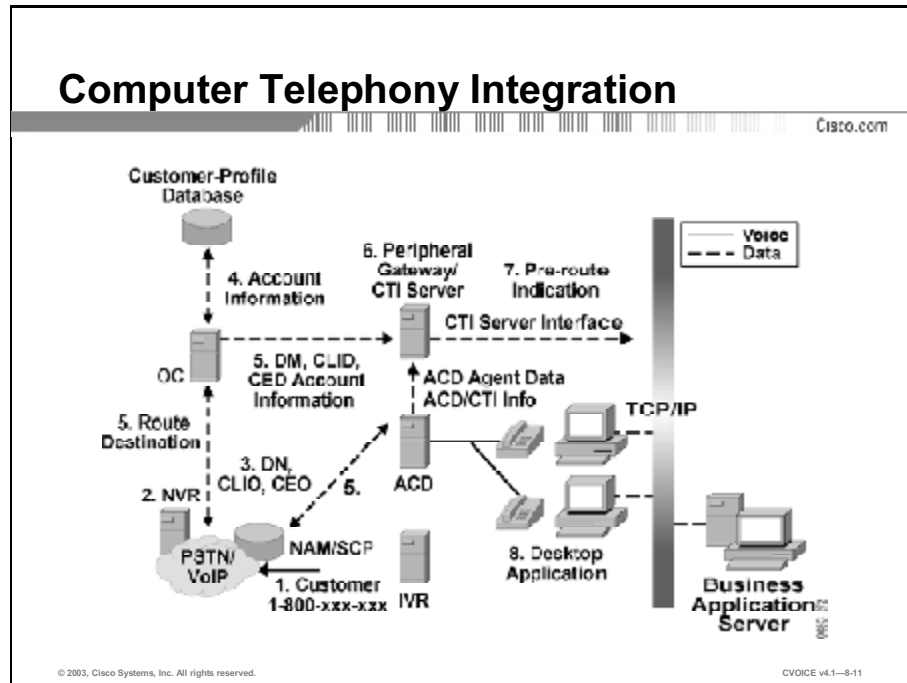 Computer Telephony Integration
Cisco.com
Customer-Profile
Database
4. Account
Information
OC
5. Route
Destination
2. NVR
PSTN/
VoIP
3. DN,
CLIO, CEO
NAM/SCP
1. Customer
1-800-xxx-xxx
5. DM, CLID,
CED Account
Information
5.
6. Peripheral
Gateway/
CTI Server
7. Pre-route
Indication
CTI Server Interface
ACD Agent Data
ACD/CTI Info
ACD
IVR
TCP/IP
8. Desktop
Application
Voice
Data
Business
Application
Server
© 2003, Cisco Systems, Inc. All rights reserved.
CVOICE v4.1—8-11